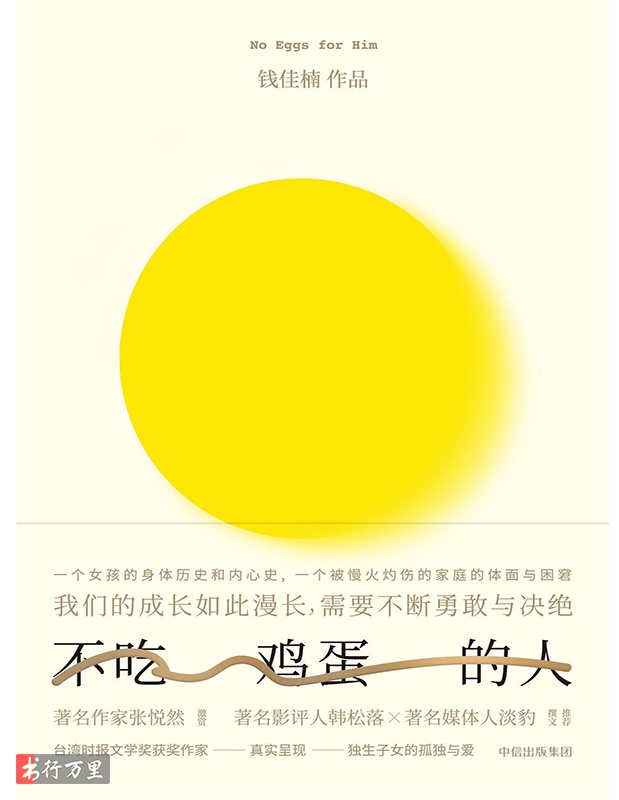 No Eggs for Him
钱佳楠 作品
一个女孩的身体历史和内心史，一个被慢火灼伤的家庭的体面与困窘
我们的成长如此漫长，需要不断勇敢与决绝
不吃 鸡蛋 的人
著名作家张悦然 激赏 著名影评人韩松落×著名媒体人淡豹 撰文推荐
台湾时报文学奖获奖作家——真实呈现——独生子女的孤独与爱 中信出版集团
书行万里